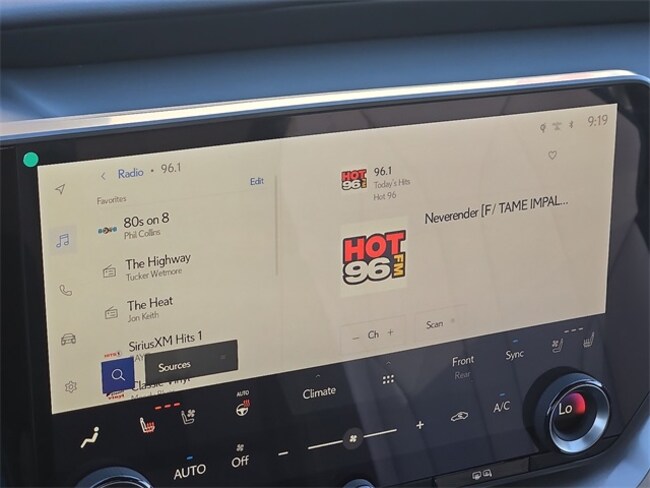 9:19
Radio • 96.1
Edit
Favorites
80s on 8
Phil Collins
The Highway
Tucker Wetmore
The Heat
Jon Keith
SiriusXM Hits 1
Sources
96.1
Today's Hits
Hot 96
Neverender [F/ TAME IMPAL...
HOT
96 FM
HOT
96 FM
– Ch +
Scan
Climate
Front
Rear
Sync
A/C
Lo
AUTO
AUTO
Off
– +